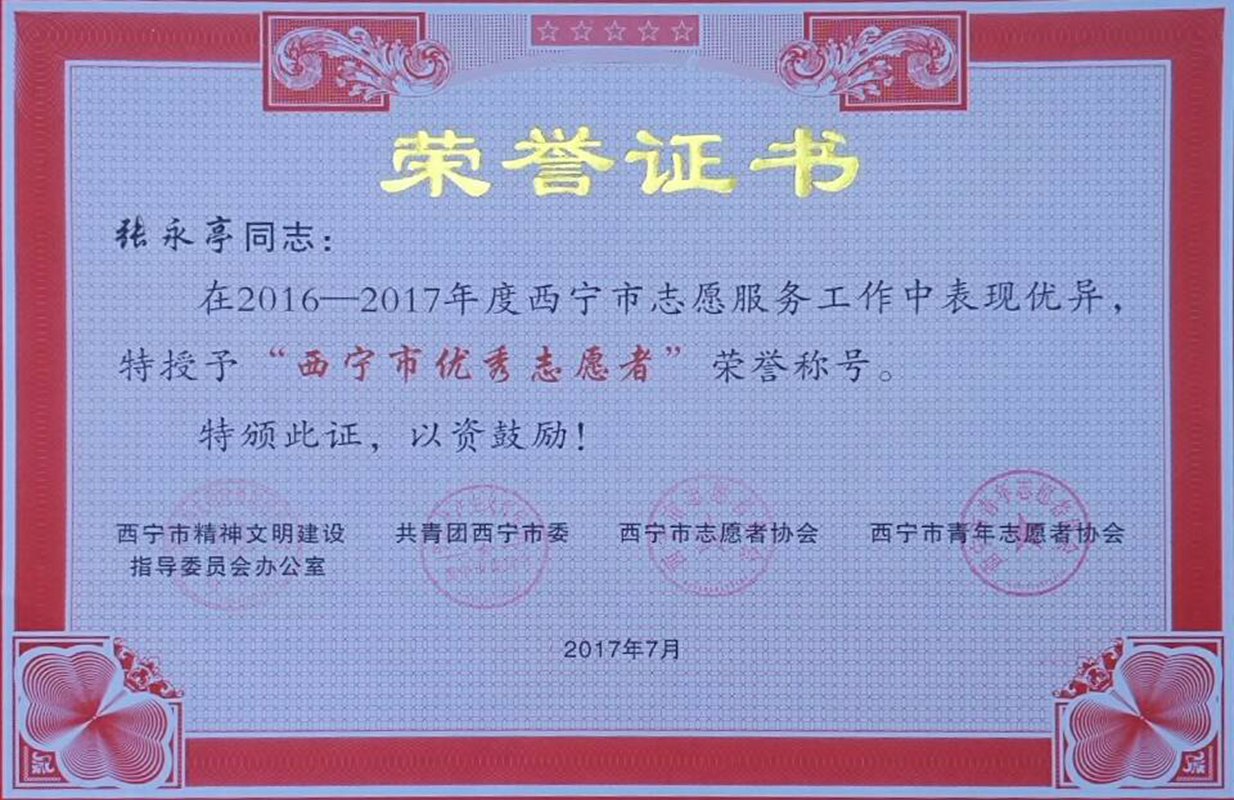 荣誉证书
张永亭同志：
在2016—2017年度西宁市志愿服务工作中表现优异，
特授予“西宁市优秀志愿者”荣誉称号。
特颁此证，以资鼓励！
西宁市精神文明建设指导委员会办公室
共青团西宁市委
西宁市志愿者协会
西宁市青年志愿者协会
2017年7月